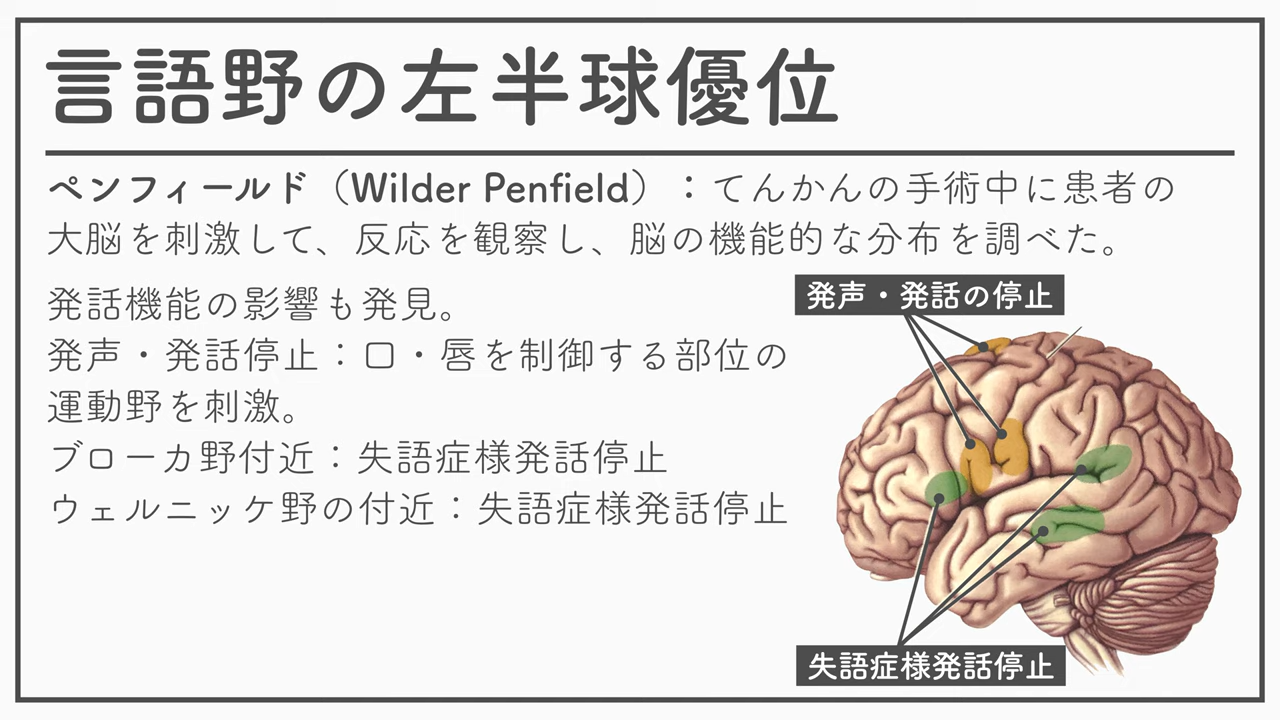 言語野の左半球優位
ペンフィールド（Wilder Penfield）：てんかんの手術中に患者の
大脳を刺激して、反応を観察し、脳の機能的な分布を調べた。
発話機能の影響も発見。
発声・発話停止：口・唇を制御する部位の
運動野を刺激。
ブローカ野付近：失語症様発話停止
ウェルニッケ野の付近：失語症様発話停止
発声・発話の停止
失語症様発話停止